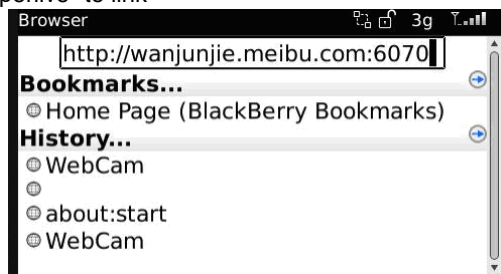 Browser 3g
http://wanjunjie.meibu.com:6070
Bookmarks...
Home Page (BlackBerry Bookmarks)
History...
WebCam
about:start
WebCam